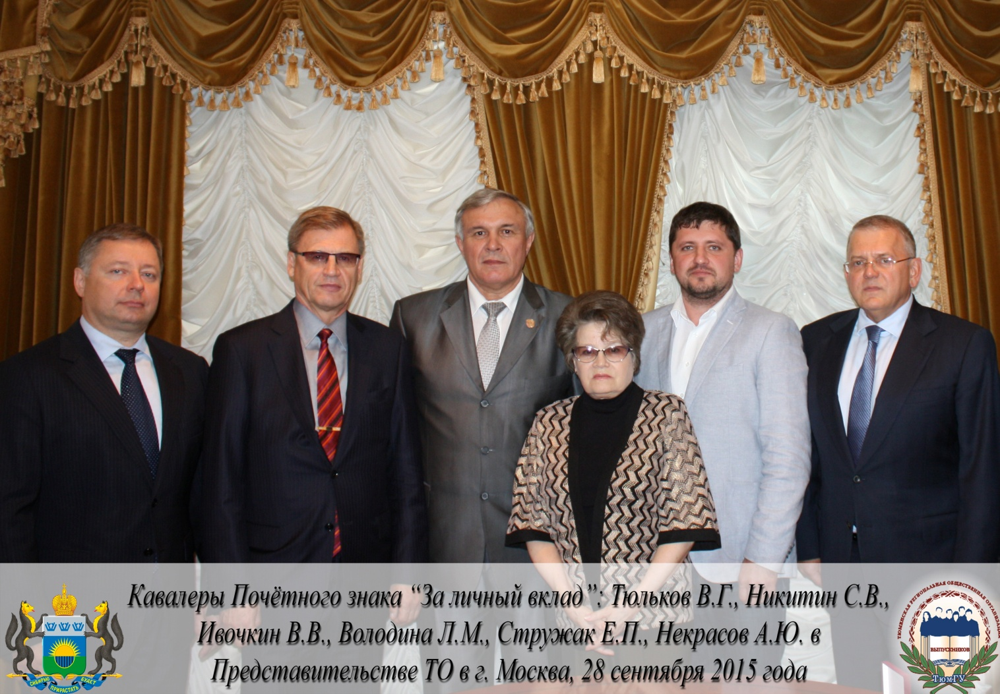 Кавалеры Почётного знака “За личный вклад”: Тюльков В.Г., Никитин С.В.,
Ивочкин В.В., Володина Л.М., Стружак Е.П., Некрасов А.Ю. в
Представительстве ТО в г. Москва, 28 сентября 2015 года
СИБИРЬЮ ПРИРАСТАТЬ БУДЕТ
ТЮМЕНСКАЯ РЕГИОНАЛЬНАЯ ОБЩЕСТВЕННАЯ ОРГАНИЗАЦИЯ
ВЫПУСКНИКОВ
ТюмГУ